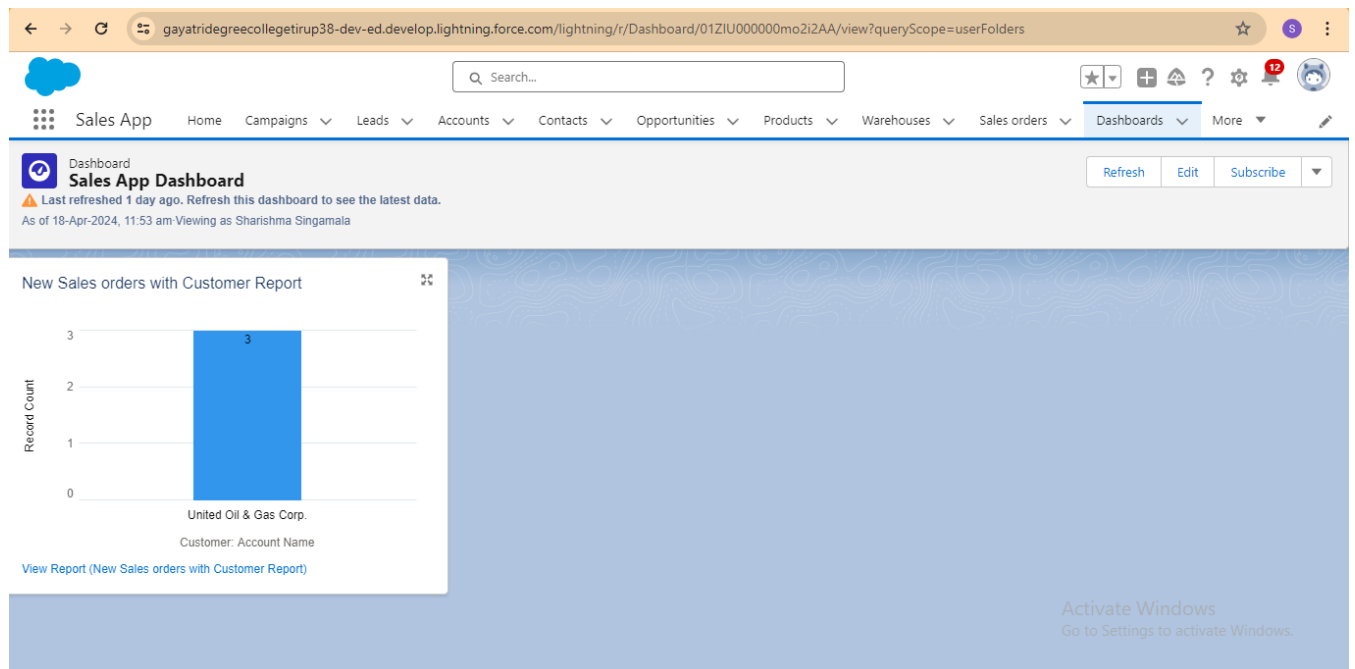 gayatridegreecollegetirup38-dev-ed.develop.lightning.force.com/lightning/r/Dashboard/01ZIU000000mo2i2AA/view?queryScope=userFolders
S
Search...
12
Sales App Home Campaigns Leads Accounts Contacts Opportunities Products Warehouses Sales orders Dashboards More
Dashboard
Sales App Dashboard
Last refreshed 1 day ago. Refresh this dashboard to see the latest data.
As of 18-Apr-2024, 11:53 am·Viewing as Sharishma Singamala
Refresh Edit Subscribe
New Sales orders with Customer Report
3
3
2
1
0
Record Count
United Oil & Gas Corp.
Customer: Account Name
View Report (New Sales orders with Customer Report)
Activate Windows
Go to Settings to activate Windows.